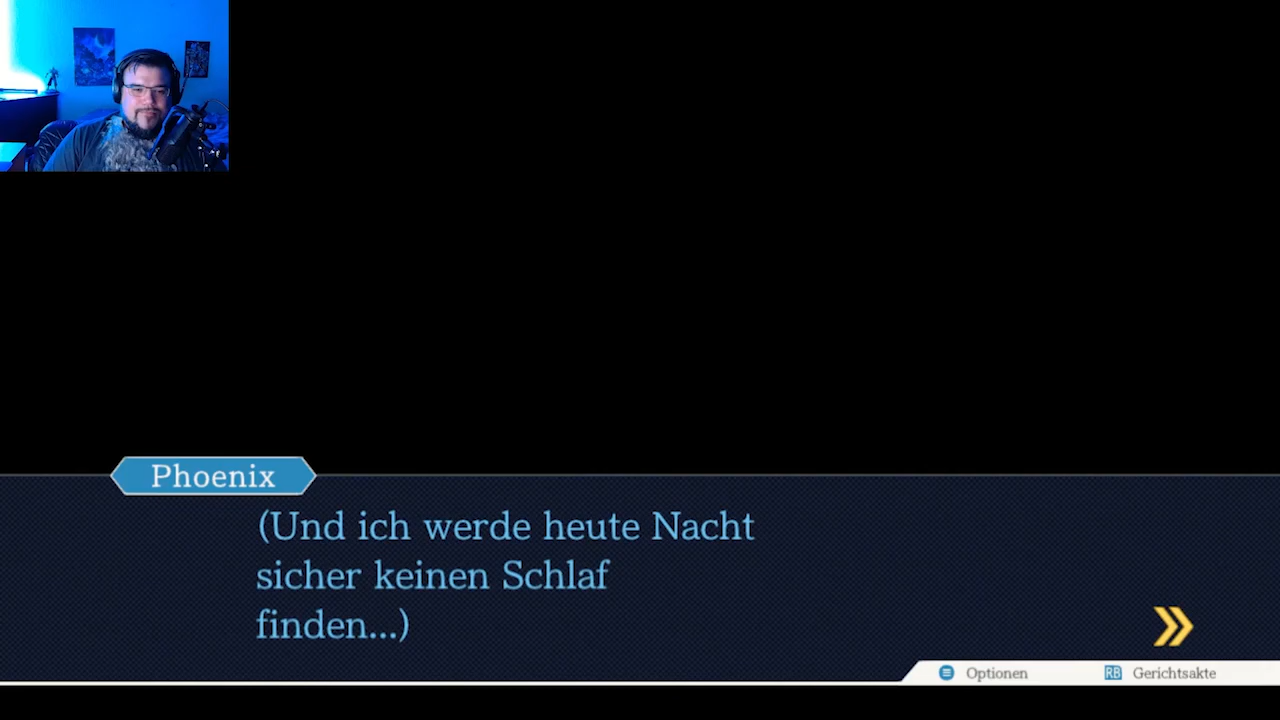 Phoenix
(Und ich werde heute Nacht
sicher keinen Schlaf
finden...)
Optionen
RB Gerichtsakte